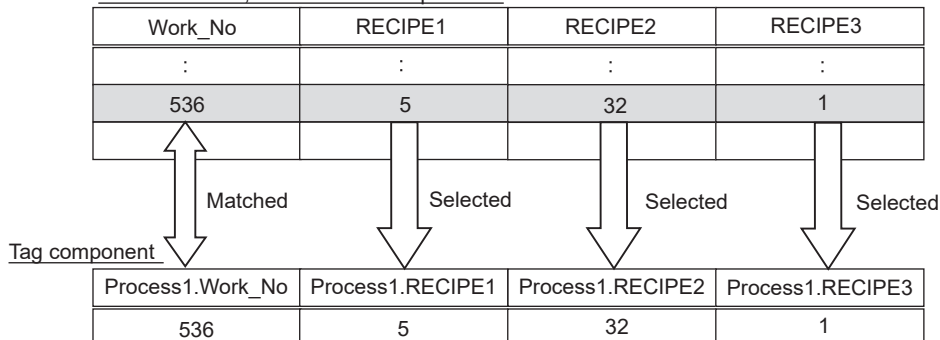 Work_No RECIPE1 RECIPE2 RECIPE3
: : : :
536 5 32 1
Matched Selected Selected Selected
Tag component
Process1.Work_No Process1.RECIPE1 Process1.RECIPE2 Process1.RECIPE3
536 5 32 1